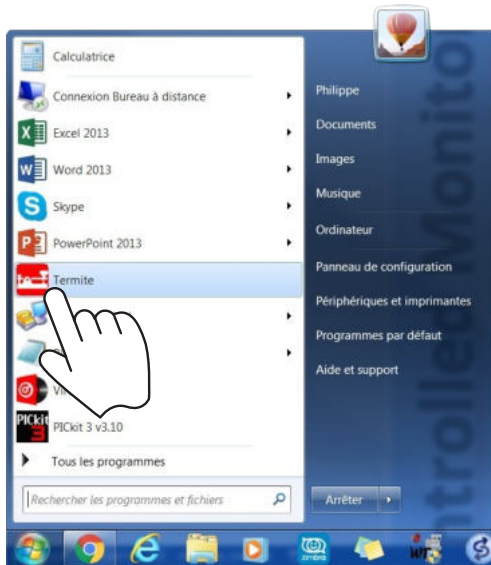 Calculatrice
Connexion Bureau à distance
Excel 2013
Word 2013
Skype
PowerPoint 2013
Termite
PICkit 3 v3.10
Tous les programmes
Rechercher les programmes et fichiers
Philippe
Documents
Images
Musique
Ordinateur
Panneau de configuration
Périphériques et imprimantes
Programmes par défaut
Aide et support
Arrêter